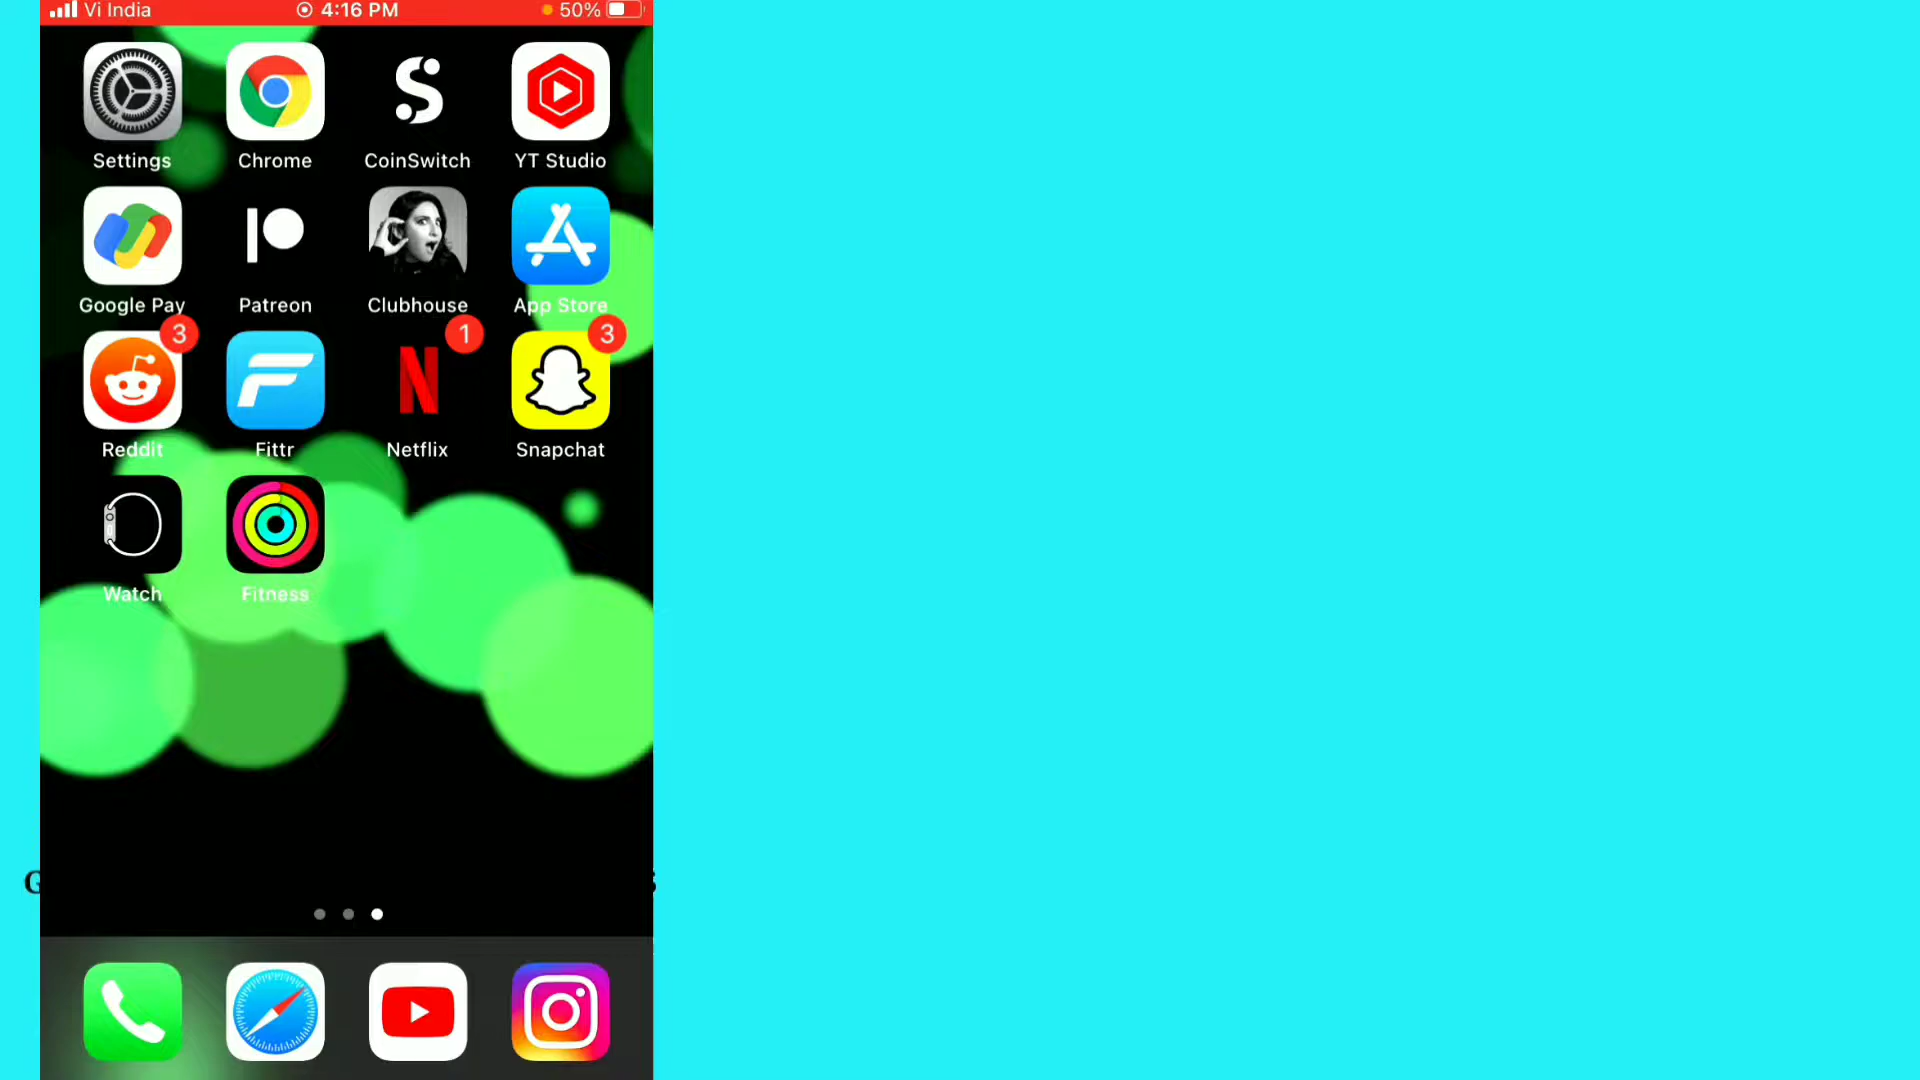 Vi India 4:16 PM 50%
Settings Chrome CoinSwitch YT Studio
Google Pay Patreon Clubhouse App Store
3 1 3
Reddit Fittr Netflix Snapchat
Watch Fitness